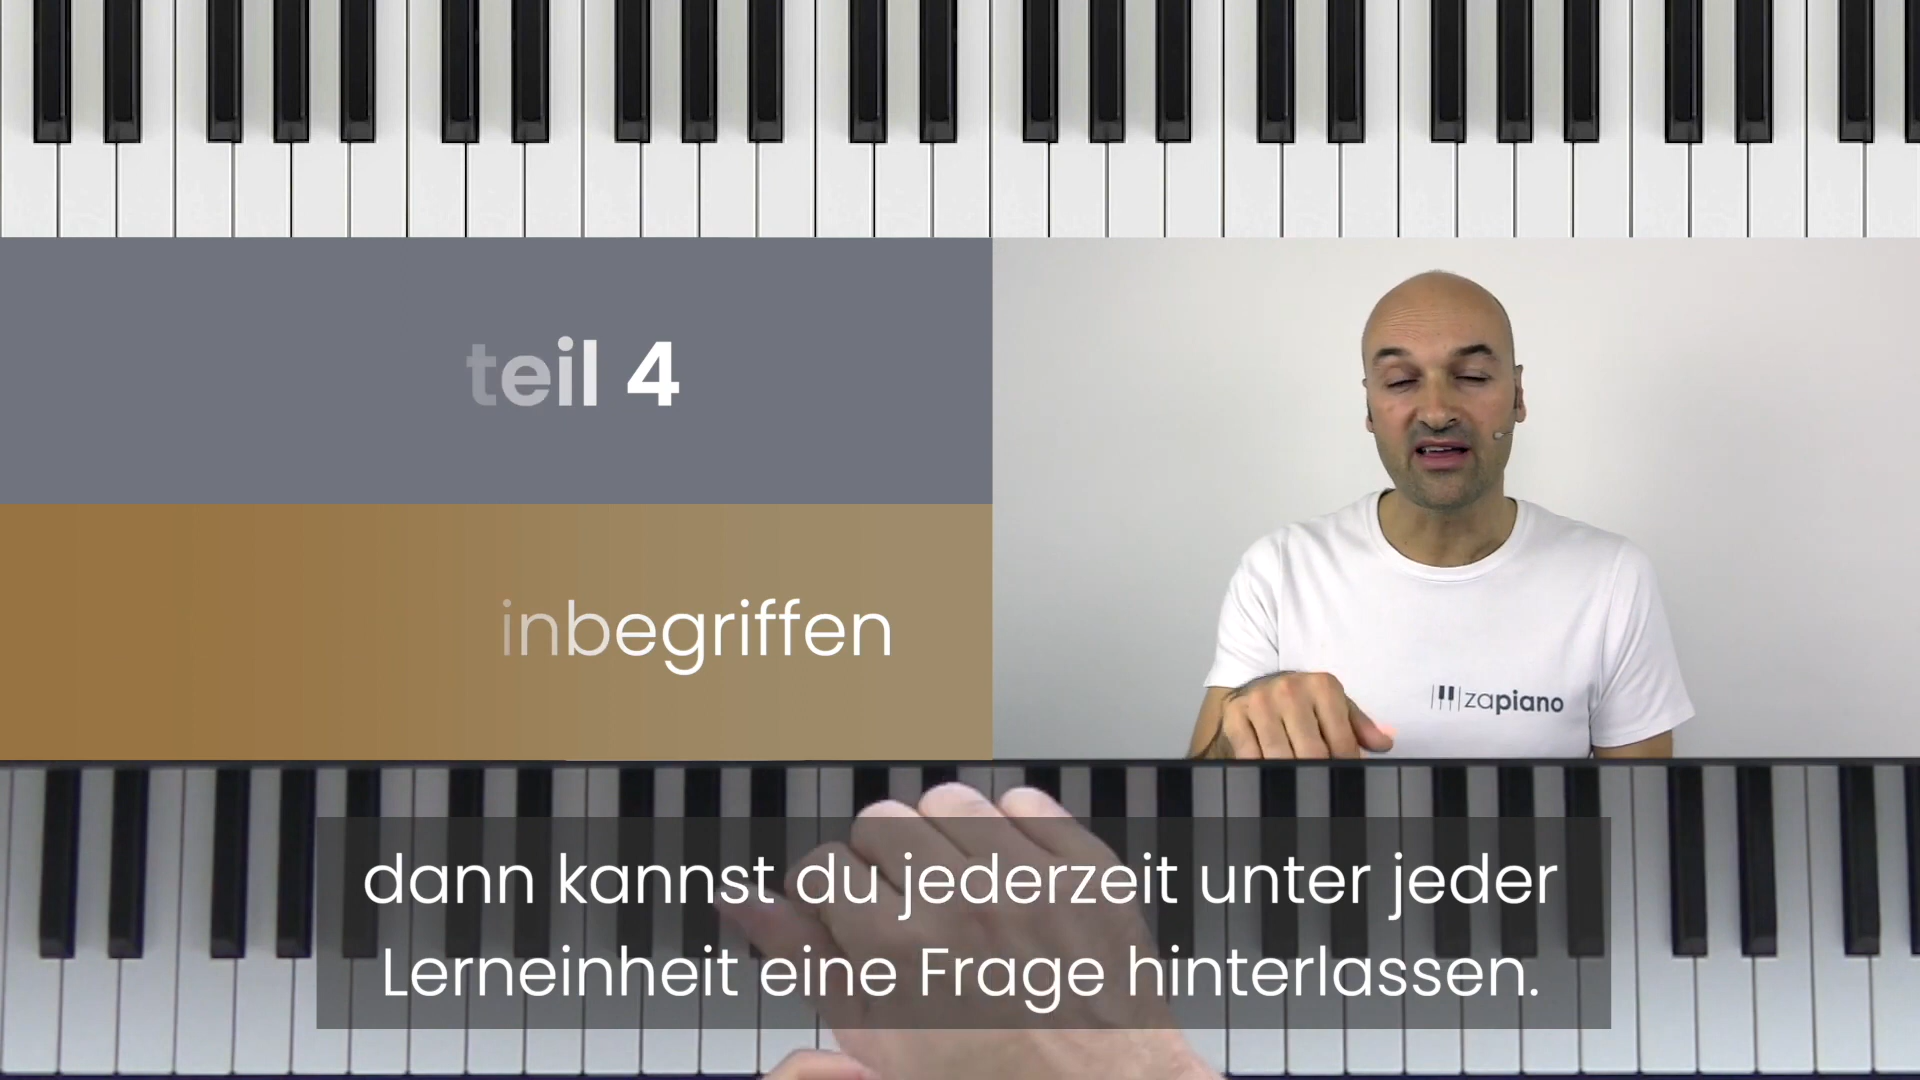 teil 4
inbegriffen
zapiano
dann kannst du jederzeit unter jeder
Lerneinheit eine Frage hinterlassen.